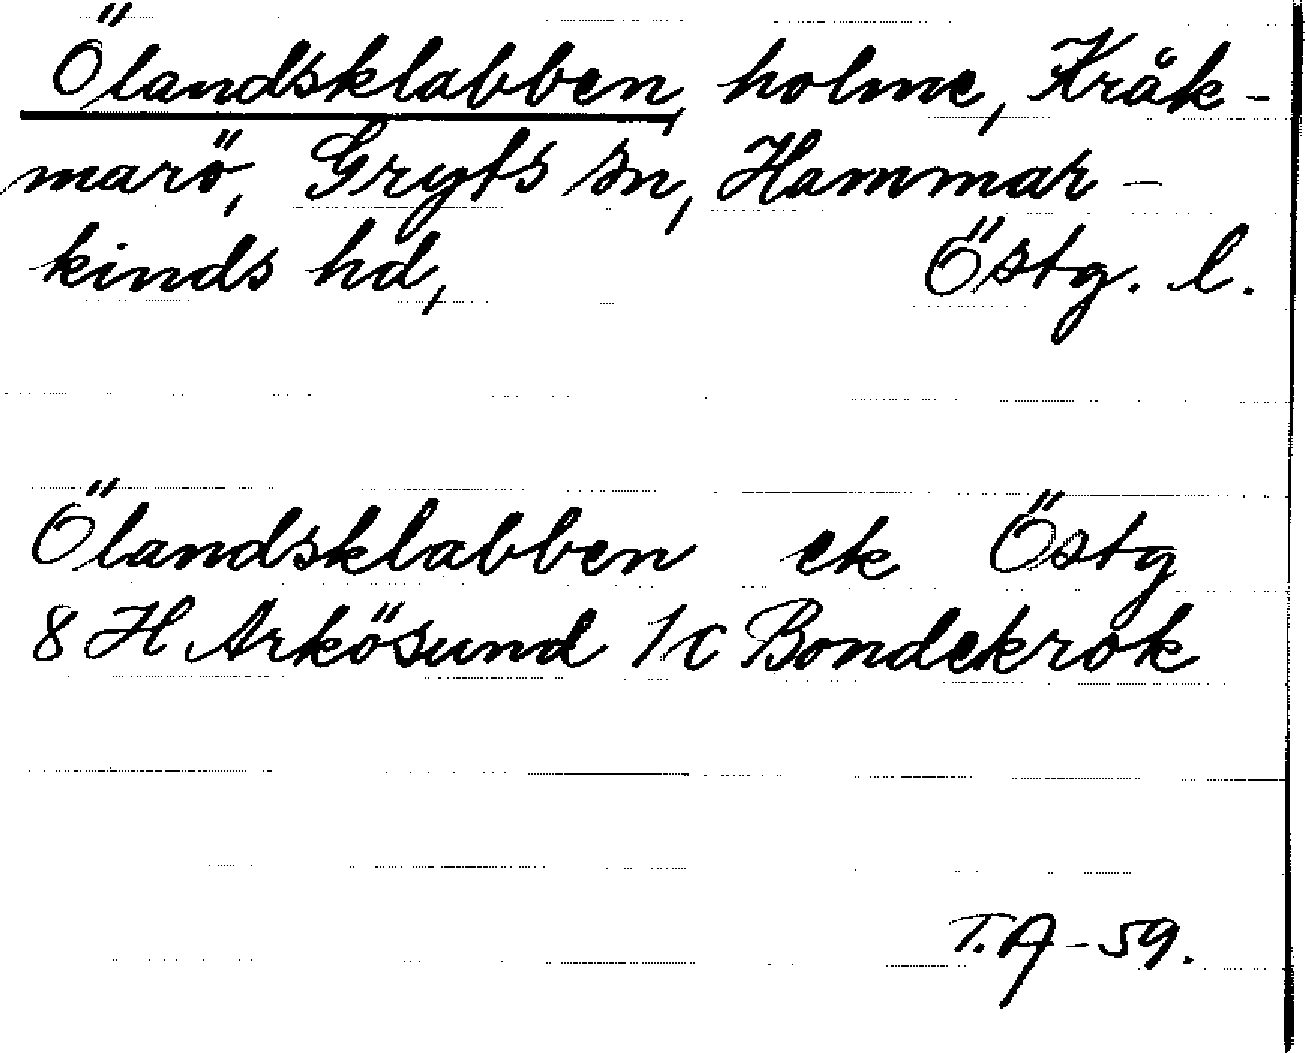 Ölandsklabben, holme, Kråk-
marö, Gryts sn, Hammar-
kinds hd, Östg. l.
Ölandsklabben ek Östg
8 H Arkösund 1c Bondekrok
T.A-59.